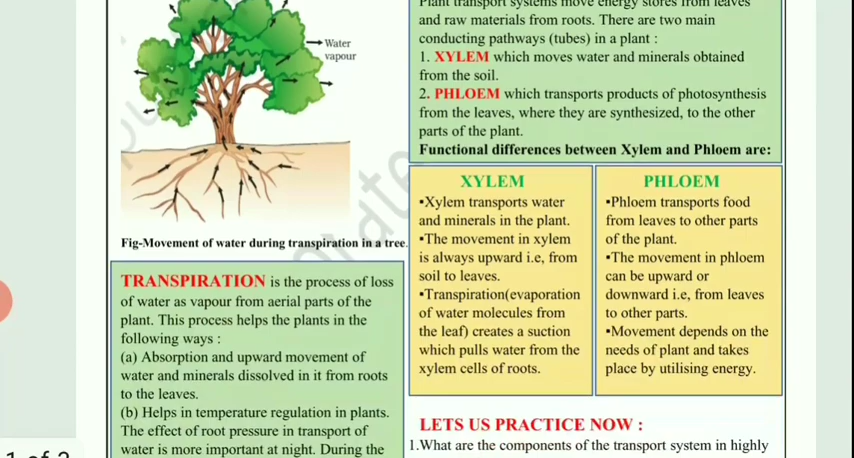 Water
vapour
Fig-Movement of water during transpiration in a tree.
TRANSPIRATION is the process of loss
of water as vapour from aerial parts of the
plant. This process helps the plants in the
following ways :
(a) Absorption and upward movement of
water and minerals dissolved in it from roots
to the leaves.
(b) Helps in temperature regulation in plants.
The effect of root pressure in transport of
water is more important at night. During the
Plant transport systems move energy stores from leaves
and raw materials from roots. There are two main
conducting pathways (tubes) in a plant :
1. XYLEM which moves water and minerals obtained
from the soil.
2. PHLOEM which transports products of photosynthesis
from the leaves, where they are synthesized, to the other
parts of the plant.
Functional differences between Xylem and Phloem are:
XYLEM
▪Xylem transports water
and minerals in the plant.
▪The movement in xylem
is always upward i.e, from
soil to leaves.
▪Transpiration(evaporation
of water molecules from
the leaf) creates a suction
which pulls water from the
xylem cells of roots.
PHLOEM
▪Phloem transports food
from leaves to other parts
of the plant.
▪The movement in phloem
can be upward or
downward i.e, from leaves
to other parts.
▪Movement depends on the
needs of plant and takes
place by utilising energy.
LETS US PRACTICE NOW :
1.What are the components of the transport system in highly